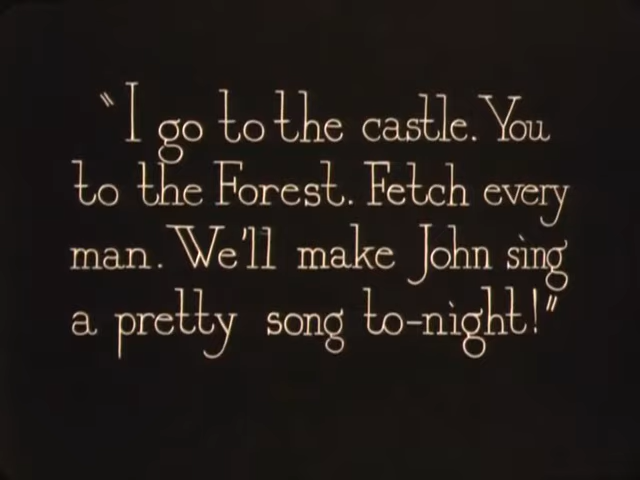 "I go to the castle. You
to the Forest. Fetch every
man. We'll make John sing
a pretty song to-night!"